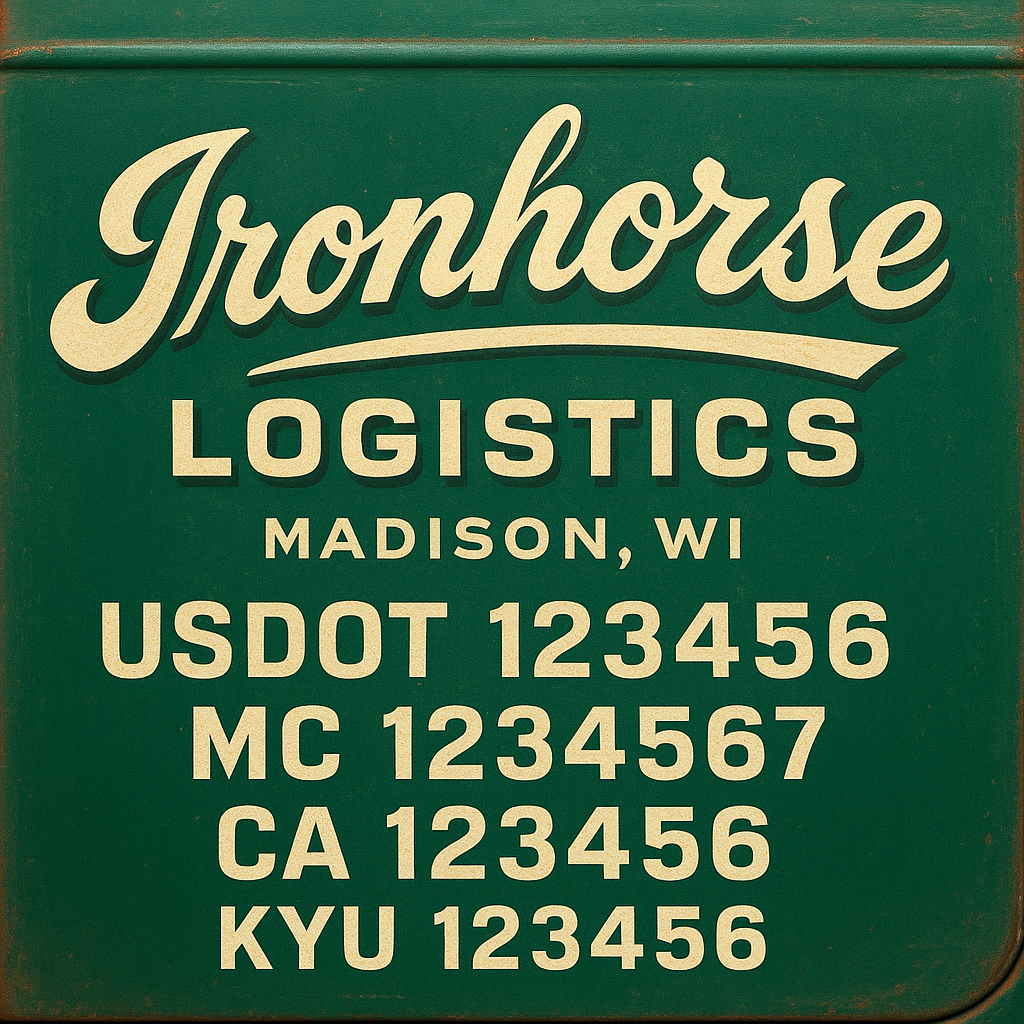 Ironhorse
LOGISTICS
MADISON, WI
USDOT 123456
MC 1234567
CA 123456
KYU 123456